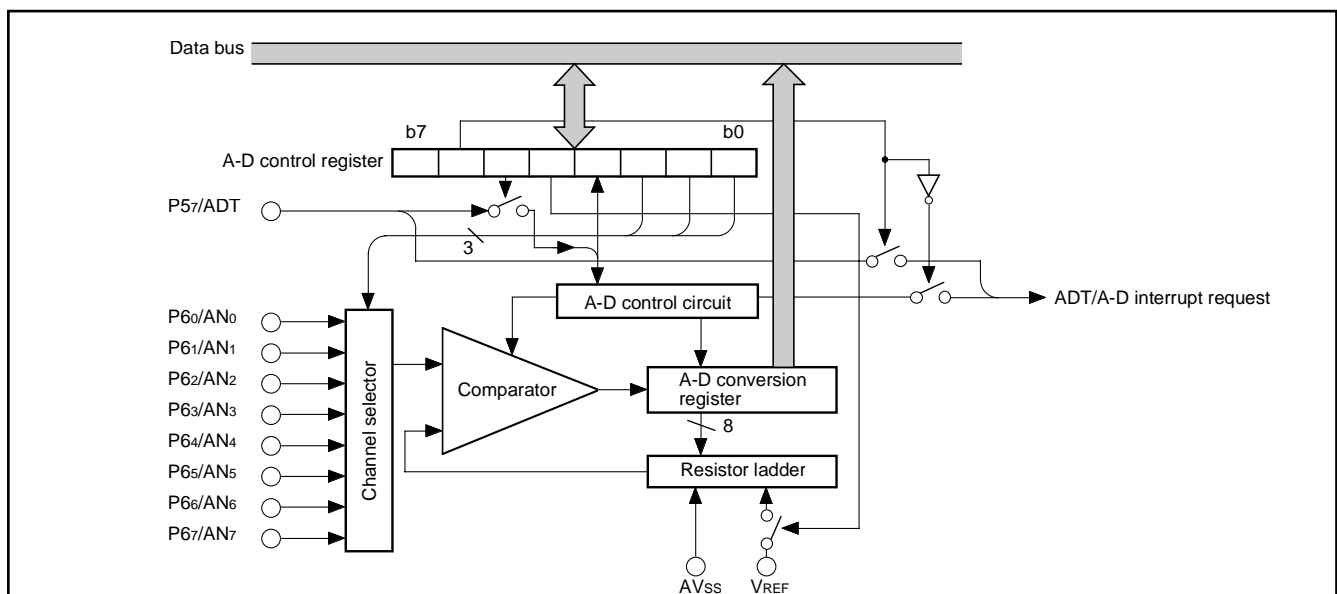 Data bus
b7
b0
A-D control register
P57/ADT
3
A-D control circuit
ADT/A-D interrupt request
P60/AN0
P61/AN1
P62/AN2
P63/AN3
P64/AN4
P65/AN5
P66/AN6
P67/AN7
Channel selector
Comparator
A-D conversion
register
8
Resistor ladder
AVSS
VREF